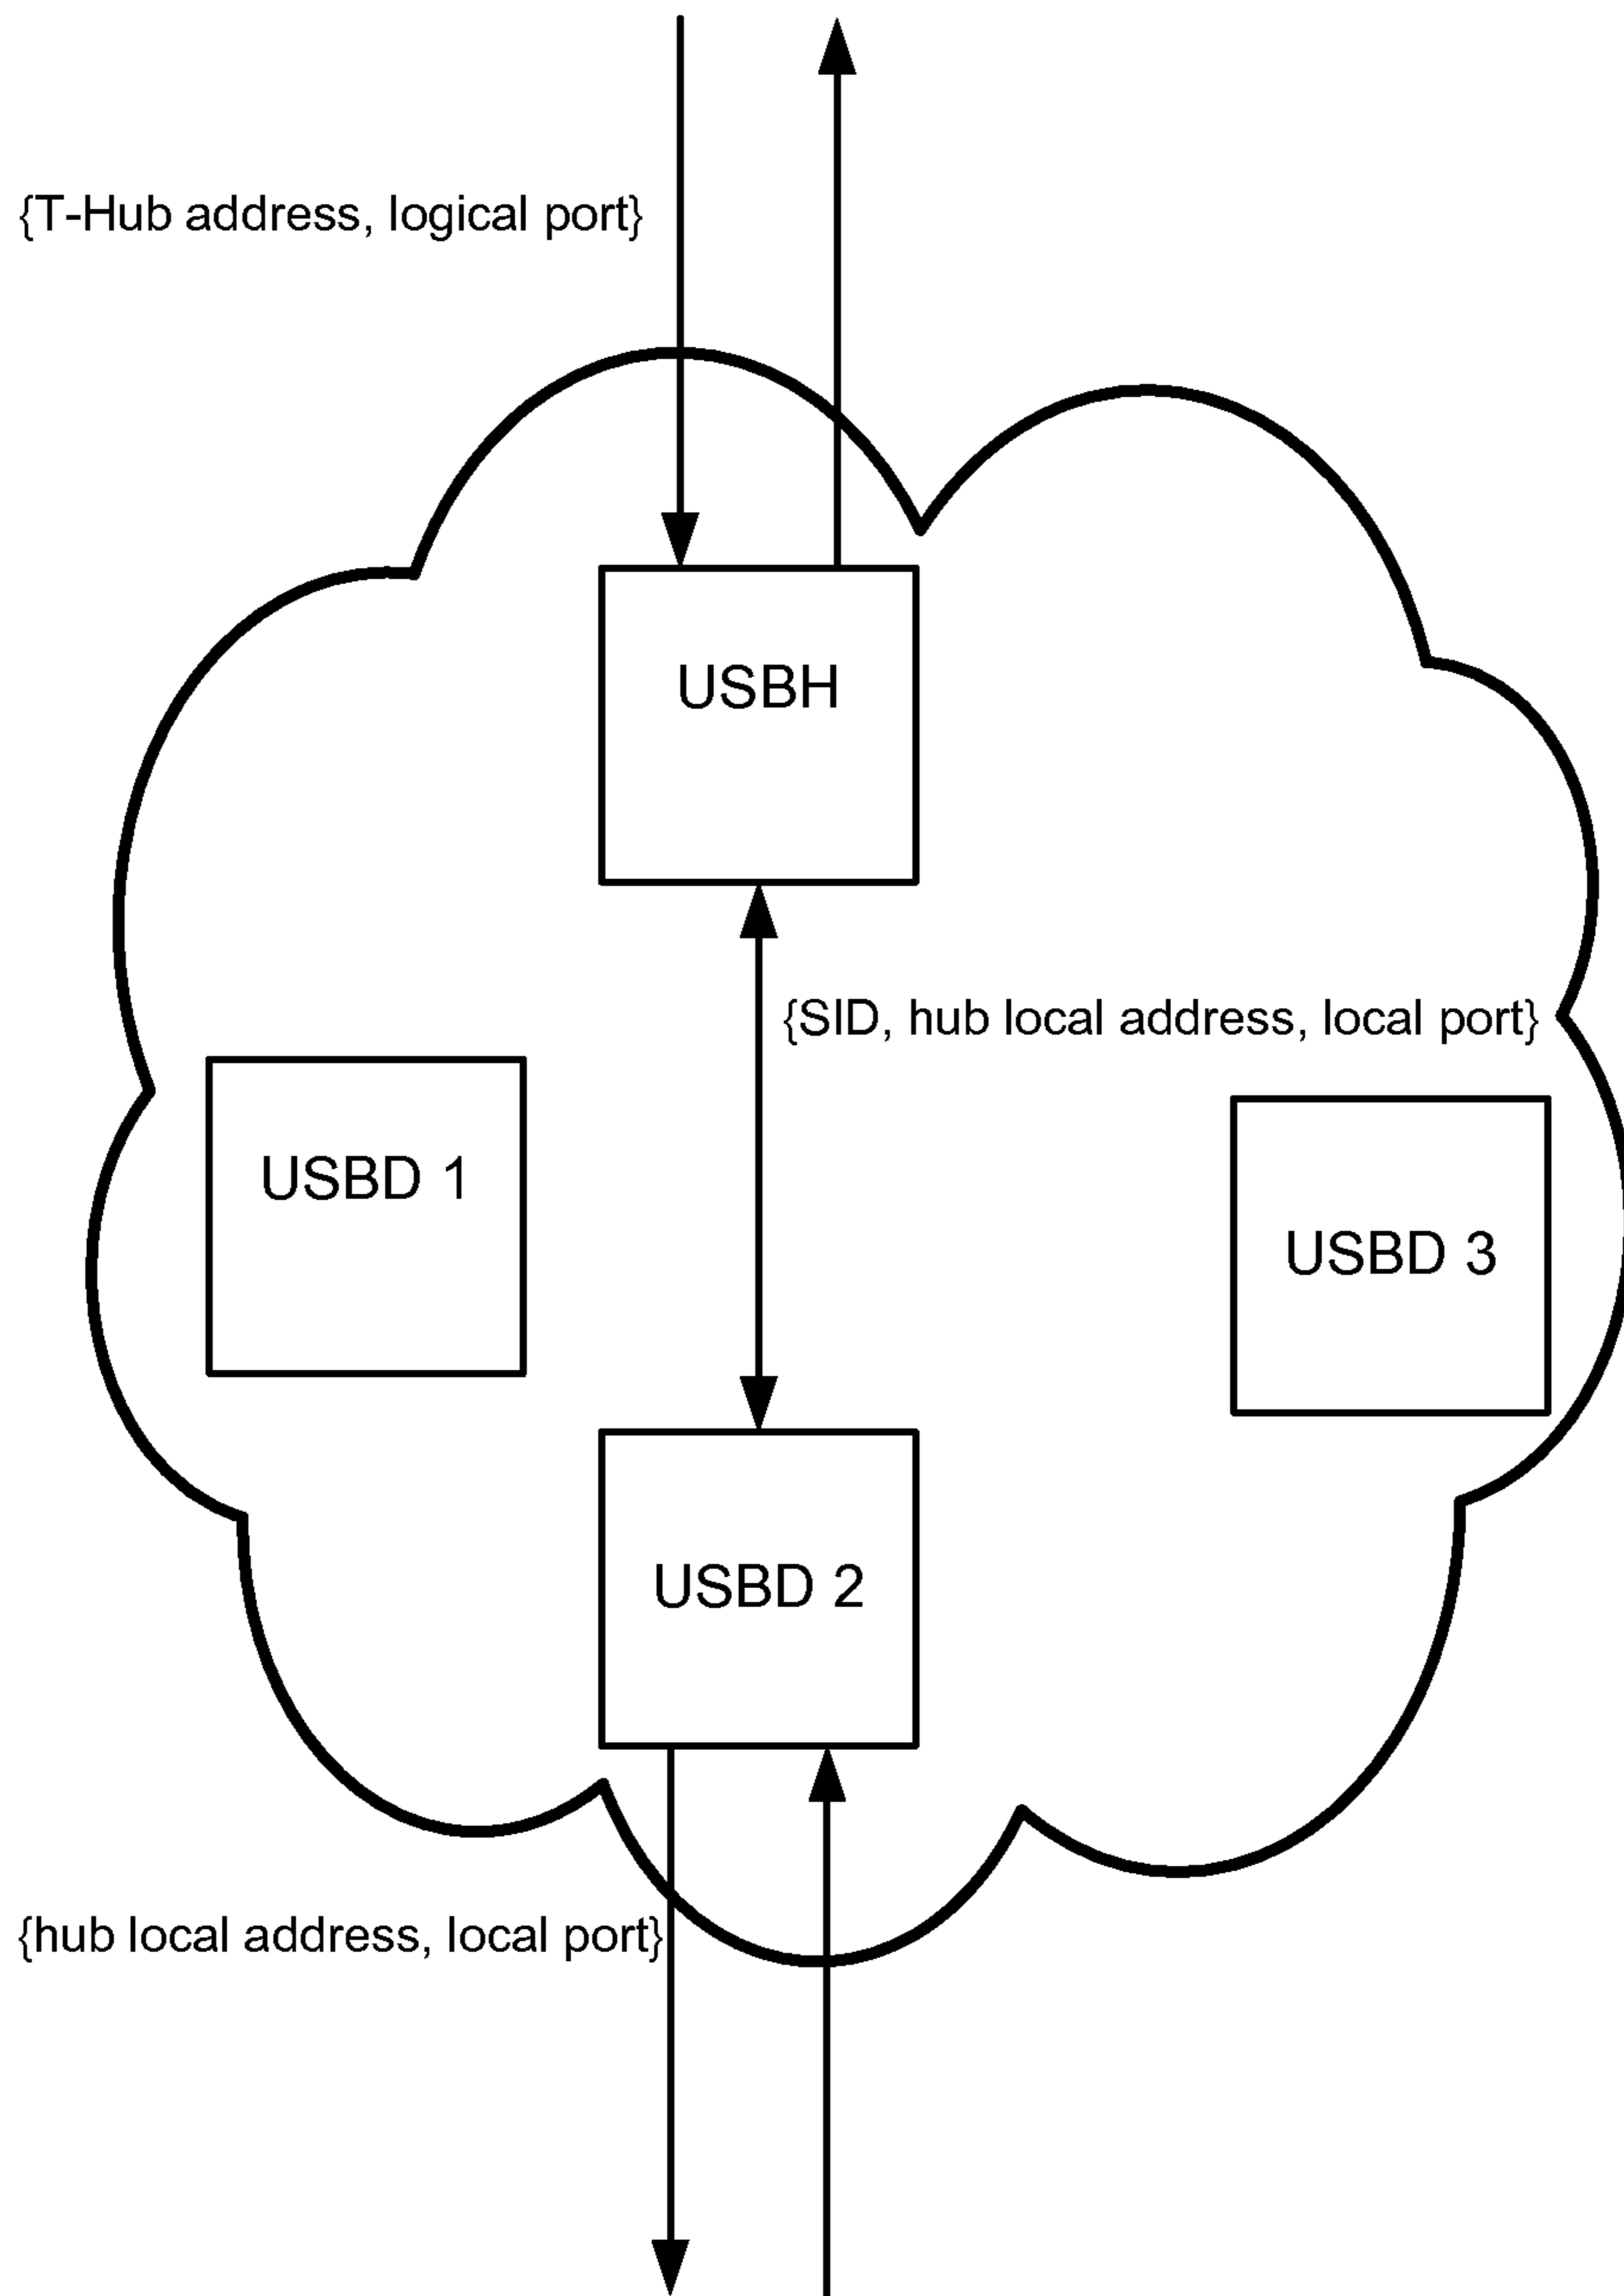 {T-Hub address, logical port}
USBH
{SID, hub local address, local port}
USBD 1
USBD 3
USBD 2
{hub local address, local port}